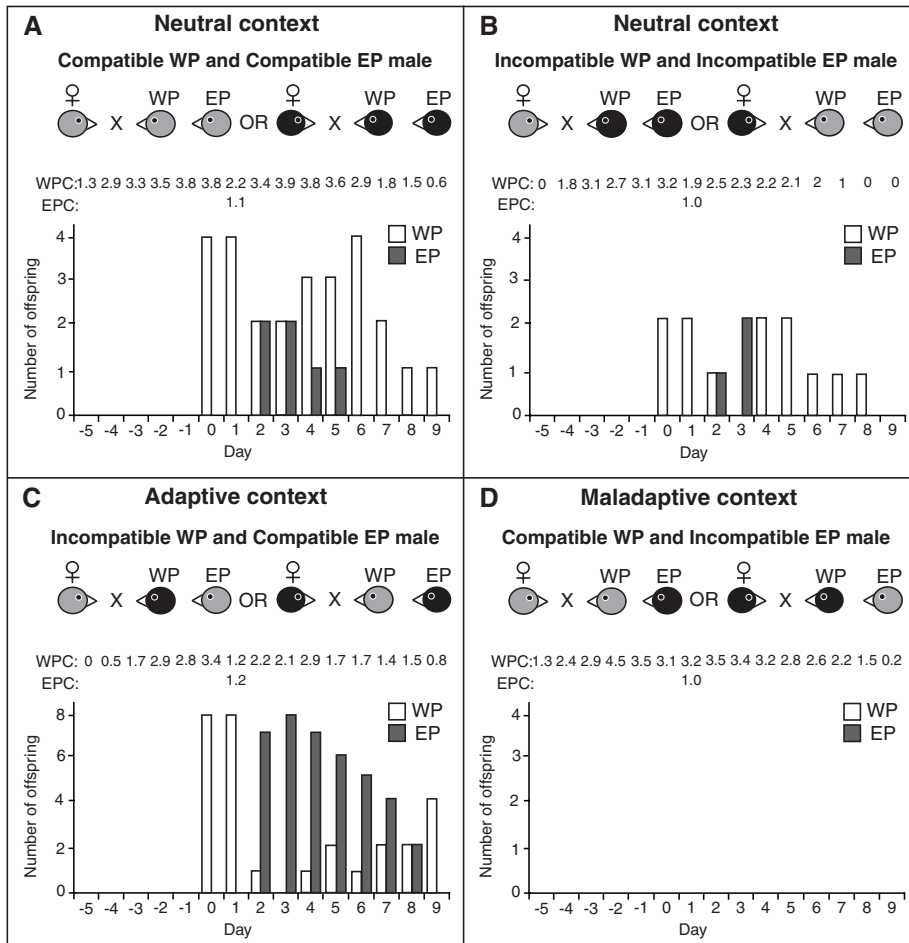 A Neutral context
Compatible WP and Compatible EP male
♀ WP EP ♀ WP EP
X OR X
WPC: 1.3 2.9 3.3 3.5 3.8 3.8 2.2 3.4 3.9 3.8 3.6 2.9 1.8 1.5 0.6
EPC: 1.1
WP
EP
Number of offspring
4
3
2
1
0
-5 -4 -3 -2 -1 0 1 2 3 4 5 6 7 8 9
Day
B Neutral context
Incompatible WP and Incompatible EP male
♀ WP EP ♀ WP EP
X OR X
WPC: 0 1.8 3.1 2.7 3.1 3.2 1.9 2.5 2.3 2.2 2.1 2 1 0 0
EPC: 1.0
WP
EP
Number of offspring
4
3
2
1
0
-5 -4 -3 -2 -1 0 1 2 3 4 5 6 7 8 9
Day
C Adaptive context
Incompatible WP and Compatible EP male
♀ WP EP ♀ WP EP
X OR X
WPC: 0 0.5 1.7 2.9 2.8 3.4 1.2 2.2 2.1 2.9 1.7 1.7 1.4 1.5 0.8
EPC: 1.2
WP
EP
Number of offspring
8
6
4
2
0
-5 -4 -3 -2 -1 0 1 2 3 4 5 6 7 8 9
Day
D Maladaptive context
Compatible WP and Incompatible EP male
♀ WP EP ♀ WP EP
X OR X
WPC: 1.3 2.4 2.9 4.5 3.5 3.1 3.2 3.5 3.4 3.2 2.8 2.6 2.2 1.5 0.2
EPC: 1.0
WP
EP
Number of offspring
4
3
2
1
0
-5 -4 -3 -2 -1 0 1 2 3 4 5 6 7 8 9
Day